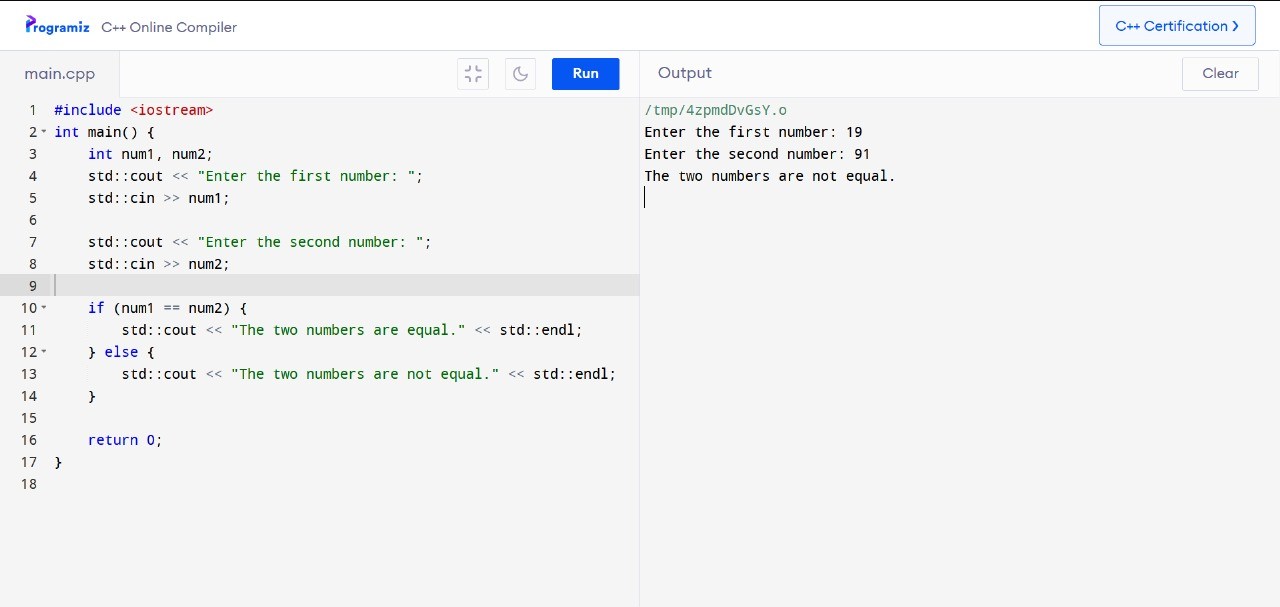 Programiz C++ Online Compiler C++ Certification ❯
main.cpp Run Output Clear
1 #include <iostream>
2 int main() {
3     int num1, num2;
4     std::cout << "Enter the first number: ";
5     std::cin >> num1;
6
7     std::cout << "Enter the second number: ";
8     std::cin >> num2;
9
10     if (num1 == num2) {
11         std::cout << "The two numbers are equal." << std::endl;
12     } else {
13         std::cout << "The two numbers are not equal." << std::endl;
14     }
15
16     return 0;
17 }
18
/tmp/4zpmdDvGsY.o
Enter the first number: 19
Enter the second number: 91
The two numbers are not equal.